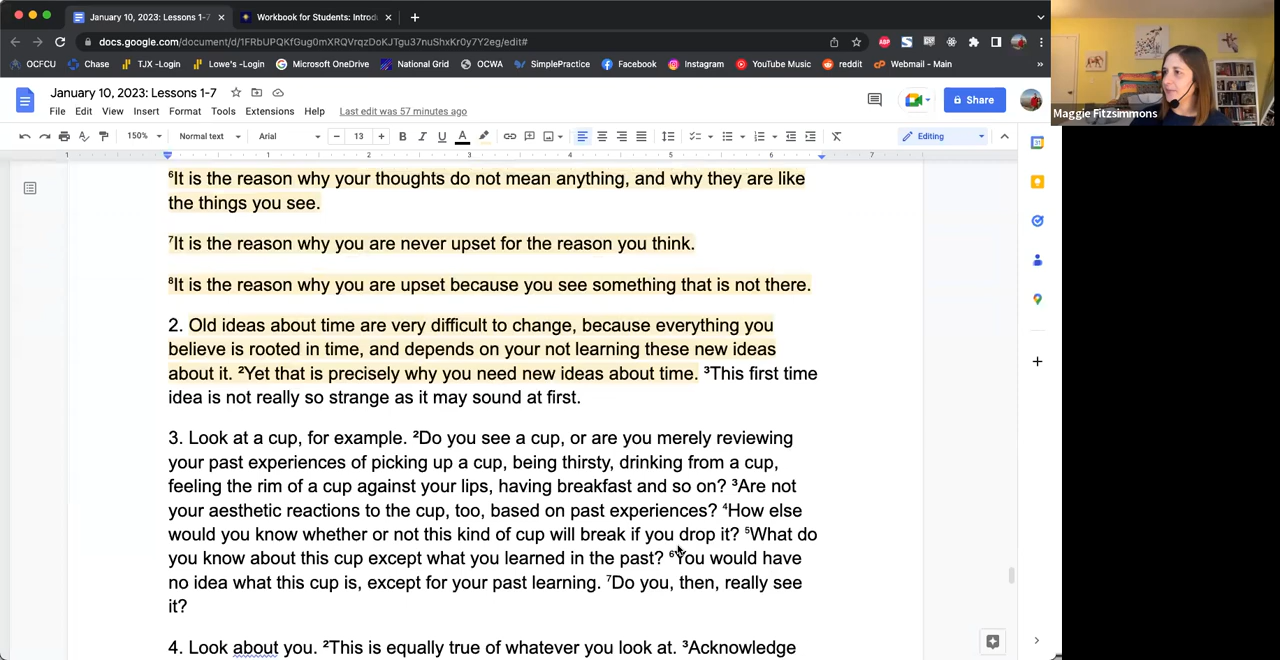 January 10, 2023: Lessons 1-7
Workbook for Students: Introdu
docs.google.com/document/d/1FRbUPQKfGug0mXRQVrqzDoKJTgu37nuShxKr0y7Y2eg/edit#
OCFCU Chase TJX -Login Lowe's -Login Microsoft OneDrive National Grid OCWA SimplePractice Facebook Instagram YouTube Music reddit Webmail - Main »
January 10, 2023: Lessons 1-7
Share
File Edit View Insert Format Tools Extensions Help Last edit was 57 minutes ago
Maggie Fitzsimmons
150% Normal text Arial 13 Editing
1 1 2 3 4 5 6 7
⁶It is the reason why your thoughts do not mean anything, and why they are like
the things you see.
⁷It is the reason why you are never upset for the reason you think.
⁸It is the reason why you are upset because you see something that is not there.
2. Old ideas about time are very difficult to change, because everything you
believe is rooted in time, and depends on your not learning these new ideas
about it. ²Yet that is precisely why you need new ideas about time. ³This first time
idea is not really so strange as it may sound at first.
3. Look at a cup, for example. ²Do you see a cup, or are you merely reviewing
your past experiences of picking up a cup, being thirsty, drinking from a cup,
feeling the rim of a cup against your lips, having breakfast and so on? ³Are not
your aesthetic reactions to the cup, too, based on past experiences? ⁴How else
would you know whether or not this kind of cup will break if you drop it? ⁵What do
you know about this cup except what you learned in the past? ⁶You would have
no idea what this cup is, except for your past learning. ⁷Do you, then, really see
it?
4. Look about you. ²This is equally true of whatever you look at. ³Acknowledge